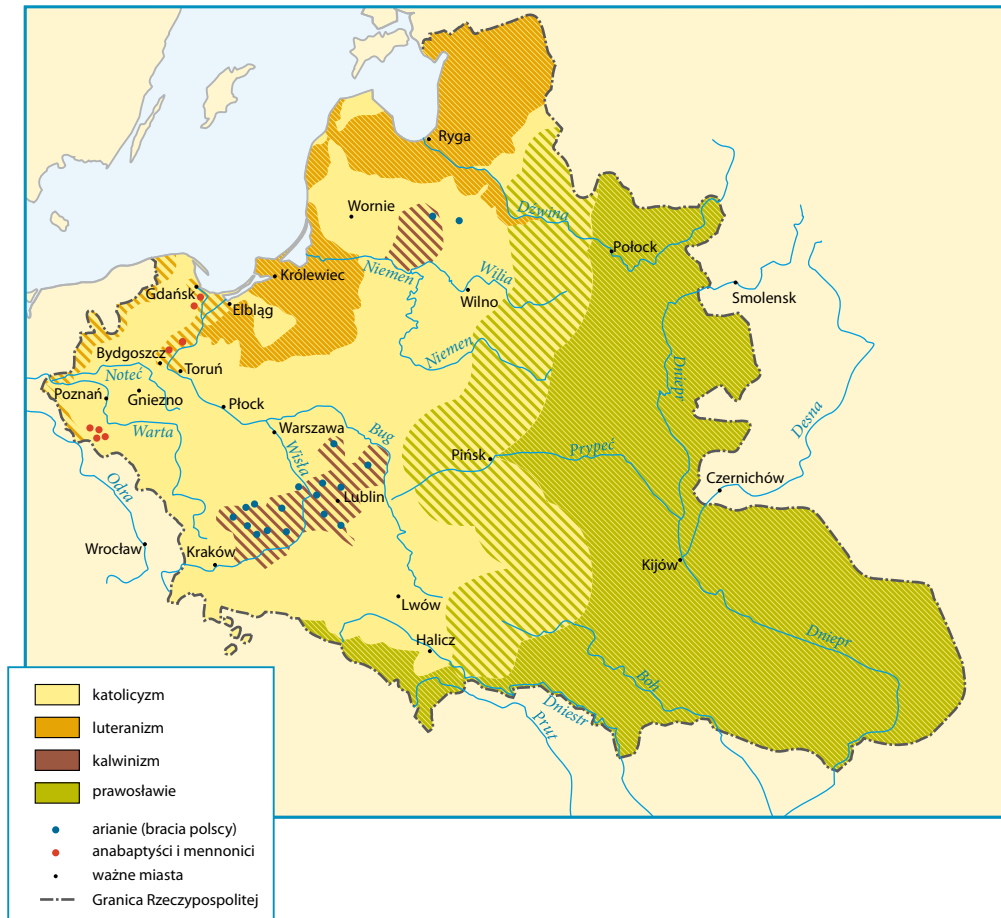 Ryga
Wornie
Dźwina
Połock
Królewiec
Niemen
Wilia
Gdańsk
Wilno
Smolensk
Elbląg
Bydgoszcz
Toruń
Niemen
Dniepr
Noteć
Poznań
Gniezno
Płock
Desna
Warta
Warszawa
Bug
Wisła
Pińsk
Prypeć
Odra
Lublin
Czernichów
Wrocław
Kraków
Kijów
Lwów
Halicz
Dniepr
Boh
Dniestr
Prut
katolicyzm
luteranizm
kalwinizm
prawosławie
arianie (bracia polscy)
anabaptyści i mennonici
ważne miasta
Granica Rzeczypospolitej